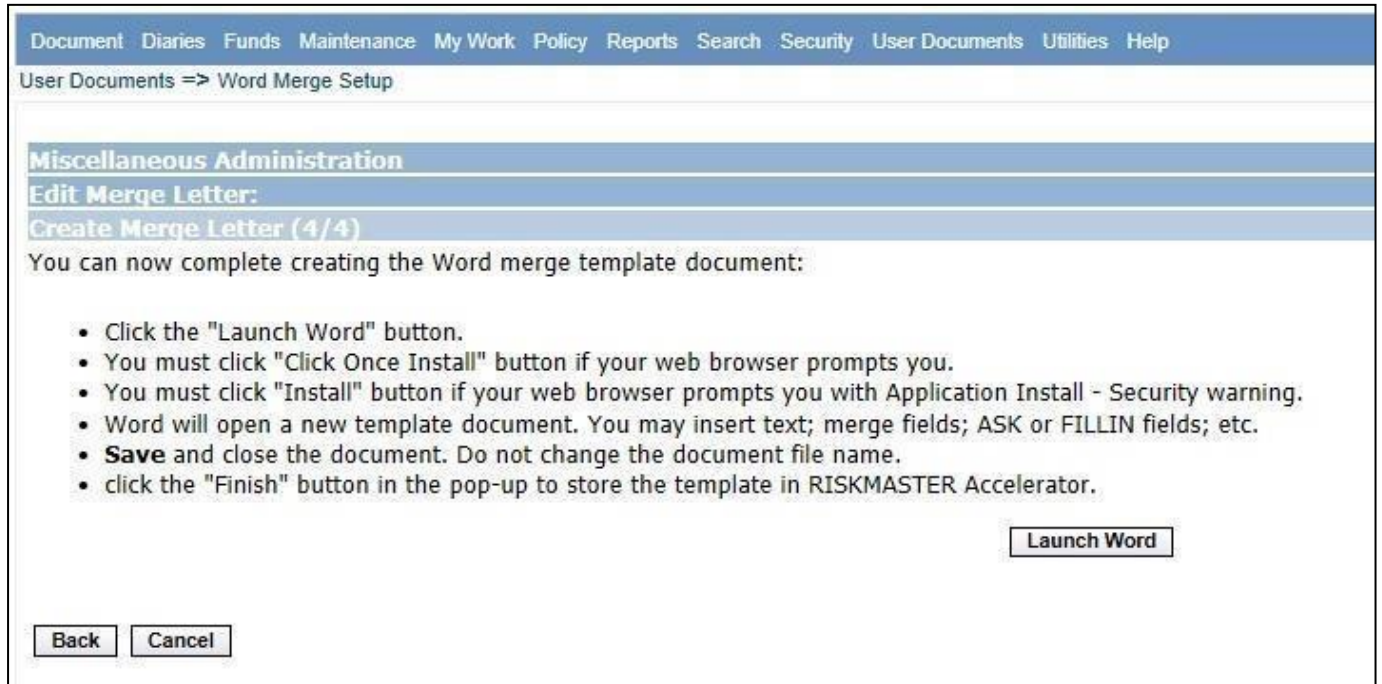 Document Diaries Funds Maintenance My Work Policy Reports Search Security User Documents Utilities Help
User Documents => Word Merge Setup
Miscellaneous Administration
Edit Merge Letter:
Create Merge Letter (4/4)
You can now complete creating the Word merge template document:
• Click the "Launch Word" button.
• You must click "Click Once Install" button if your web browser prompts you.
• You must click "Install" button if your web browser prompts you with Application Install - Security warning.
• Word will open a new template document. You may insert text; merge fields; ASK or FILLIN fields; etc.
• Save and close the document. Do not change the document file name.
• click the "Finish" button in the pop-up to store the template in RISKMASTER Accelerator.
Launch Word
Back Cancel